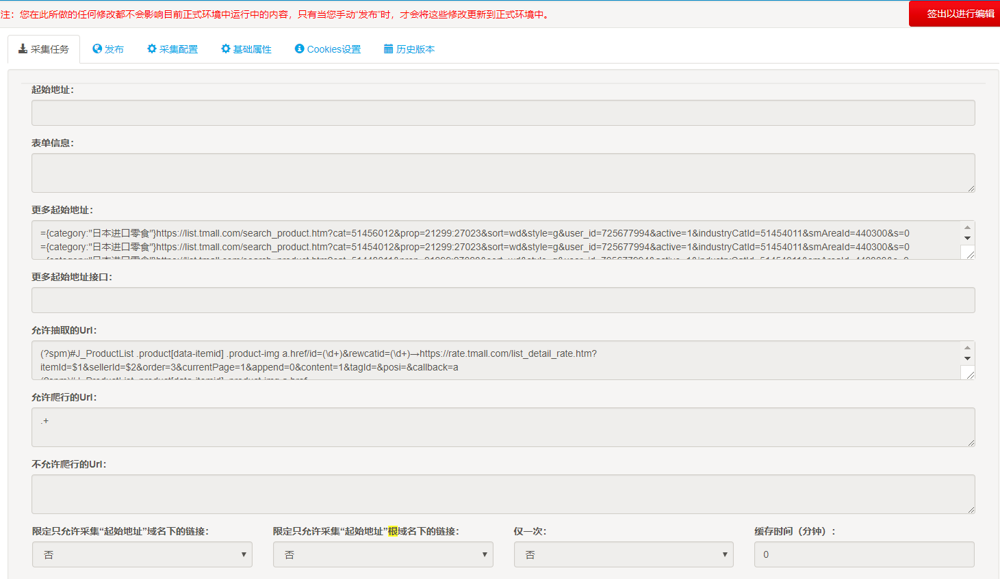 注：您在此所做的任何修改都不会影响目前正式环境中运行中的内容，只有当您手动“发布”时，才会将这些修改更新到正式环境中。
签出以进行编辑
采集任务
发布
采集配置
基础属性
Cookies设置
历史版本
起始地址：
表单信息：
更多起始地址：
={category:"日本进口零食"}https://list.tmall.com/search_product.htm?cat=51456012&prop=21299:27023&sort=wd&style=g&user_id=725677994&active=1&industryCatId=51454011&smAreaId=440300&s=0
={category:"日本进口零食"}https://list.tmall.com/search_product.htm?cat=51454012&prop=21299:27023&sort=wd&style=g&user_id=725677994&active=1&industryCatId=51454011&smAreaId=440300&s=0
更多起始地址接口：
允许抽取的Url：
(?spm)#J_ProductList .product[data-itemid] .product-img a.href/id=(\d+)&rewcatid=(\d+)→https://rate.tmall.com/list_detail_rate.htm?
itemId=$1&sellerId=$2&order=3&currentPage=1&append=0&content=1&tagId=&posi=&callback=a
允许爬行的Url：
.+
不允许爬行的Url：
限定只允许采集“起始地址”域名下的链接：
限定只允许采集“起始地址”根域名下的链接：
仅一次：
缓存时间（分钟）：
否
否
否
0